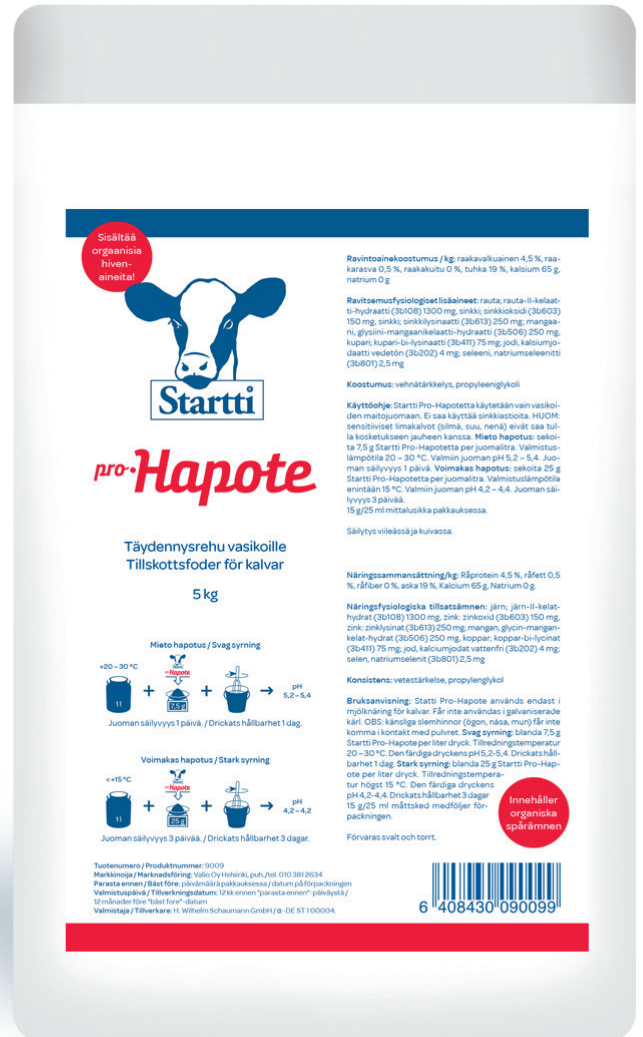 Sisältää
orgaanisia
hiven-
aineita!
Startti
pro·Hapote
Täydennysrehu vasikoille
Tillskottsfoder för kalvar
5 kg
Mieto hapotus / Svag syrning
+20 – 30 °C
Startti
pro·Hapote
1 l
+
7,5 g
+
pH
5,2 – 5,4
Juoman säilyvyys 1 päivä. / Drickats hållbarhet 1 dag.
Voimakas hapotus / Stark syrning
< +15 °C
Startti
pro·Hapote
1 l
+
25 g
+
pH
4,2 – 4,2
Juoman säilyvyys 3 päivää. / Drickats hållbarhet 3 dagar.
Tuotenumero / Produktnummer: 9009
Markkinoija / Marknadsföring: Valio Oy Helsinki, puh./tel. 010 381 2634
Parasta ennen / Bäst före: päivämäärä pakkauksessa / datum på förpackningen
Valmistuspäivä / Tillverkningsdatum: 12 kk ennen "parasta ennen"-päiväystä /
12 månader före "bäst fore"-datum
Valmistaja / Tillverkare: H. Wilhelm Schaumann GmbH / α - DE ST 1 00004.
Ravintoainekoostumus / kg: raakavalkuainen 4,5 %, raa-
karasva 0,5 %, raakakuitu 0 %, tuhka 19 %, kalsium 65 g,
natrium 0 g
Ravitsemusfysiologiset lisäaineet: rauta; rauta-II-kelaat-
ti-hydraatti (3b108) 1300 mg, sinkki; sinkkioksidi (3b603)
150 mg, sinkki; sinkkilysinaatti (3b613) 250 mg; mangaa-
ni, glysiini-mangaanikelaatti-hydraatti (3b506) 250 mg,
kupari; kupari-bi-lysinaatti (3b411) 75 mg; jodi, kalsiumjo-
daatti vedetön (3b202) 4 mg; seleeni, natriumseleenitti
(3b801) 2,5 mg
Koostumus: vehnätärkkelys, propyleeniglykoli
Käyttöohje: Startti Pro-Hapotetta käytetään vain vasikoi-
den maitojuomaan. Ei saa käyttää sinkkiastioita. HUOM:
sensitiiviset limakalvot (silmä, suu, nenä) eivät saa tul-
la kosketukseen jauheen kanssa. Mieto hapotus: sekoi-
ta 7,5 g Startti Pro-Hapotetta per juomalitra. Valmistus-
lämpötila 20 – 30 °C. Valmiin juoman pH 5,2 – 5,4. Juo-
man säilyvyys 1 päivä. Voimakas hapotus: sekoita 25 g
Startti Pro-Hapotetta per juomalitra. Valmistuslämpötila
enintään 15 °C. Valmiin juoman pH 4,2 – 4,4. Juoman säi-
lyvyys 3 päivää.
15 g/25 ml mittalusikka pakkauksessa.
Säilytys viileässä ja kuivassa.
Näringssammansättning/kg: Råprotein 4,5 %, råfett 0,5
%, råfiber 0 %, aska 19 %, Kalcium 65 g, Natrium 0 g.
Näringsfysiologiska tillsatsämnen: järn; järn-II-kelat-
hydrat (3b108) 1300 mg, zink: zinkoxid (3b603) 150 mg,
zink: zinklysinat (3b613) 250 mg; mangan, glycin-mangan-
kelat-hydrat (3b506) 250 mg, koppar; koppar-bi-lycinat
(3b411) 75 mg; jod, kalciumjodat vattenfri (3b202) 4 mg;
selen, natriumselenit (3b801) 2,5 mg
Konsistens: vetestärkelse, propylenglykol
Bruksanvisning: Statti Pro-Hapote används endast i
mjölknäring för kalvar. Får inte användas i galvaniserade
kärl. OBS: känsliga slemhinnor (ögon, näsa, mun) får inte
komma i kontakt med pulvret. Svag syrning: blanda 7,5 g
Startti Pro-Hapote per liter dryck. Tillredningstemperatur
20 – 30 °C. Den färdiga dryckens pH 5,2-5,4. Drickats håll-
barhet 1 dag. Stark syrning: blanda 25 g Startti Pro-Hap-
ote per liter dryck. Tillredningstempera-
tur högst 15 °C. Den färdiga dryckens
pH 4,2-4,4. Drickats hållbarhet 3 dagar
15 g/25 ml måttsked medföljer för-
packningen.
Förvaras svalt och torrt.
Innehåller
organiska
spårämnen
6 408430 090099